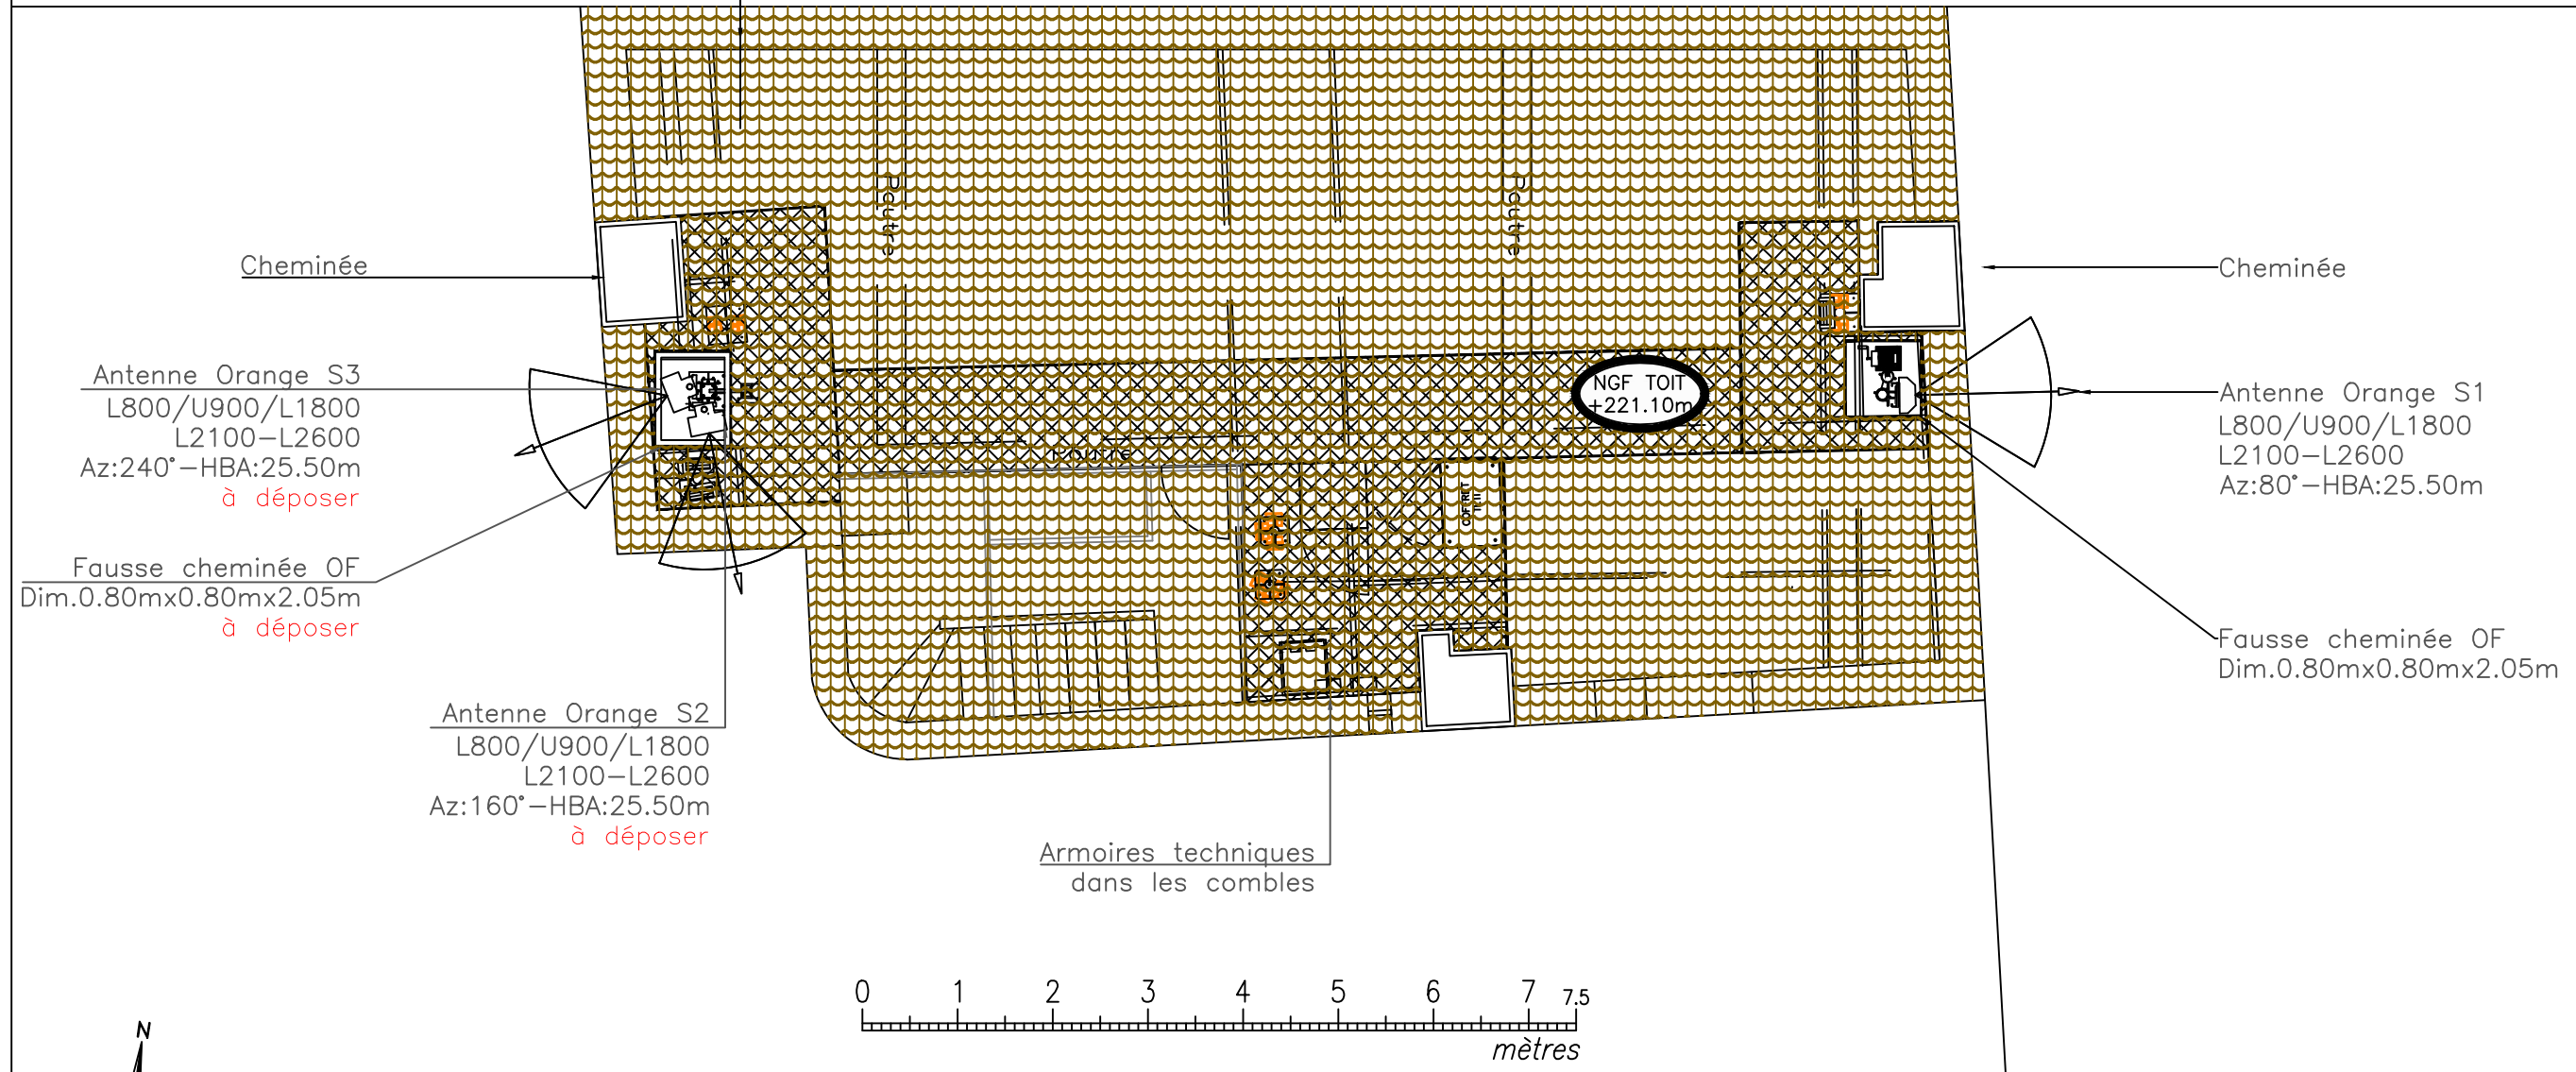 Poutre
Poutre
Cheminée
Cheminée
Antenne Orange S3
L800/U900/L1800
L2100-L2600
Az:240°-HBA:25.50m
à déposer
NGF TOIT
+221.10m
Antenne Orange S1
L800/U900/L1800
L2100-L2600
Az:80°-HBA:25.50m
Poutre
COFFRET
Fausse cheminée OF
Dim.0.80mx0.80mx2.05m
à déposer
Fausse cheminée OF
Dim.0.80mx0.80mx2.05m
Antenne Orange S2
L800/U900/L1800
L2100-L2600
Az:160°-HBA:25.50m
à déposer
Armoires techniques
dans les combles
0 1 2 3 4 5 6 7 7.5
mètres
N